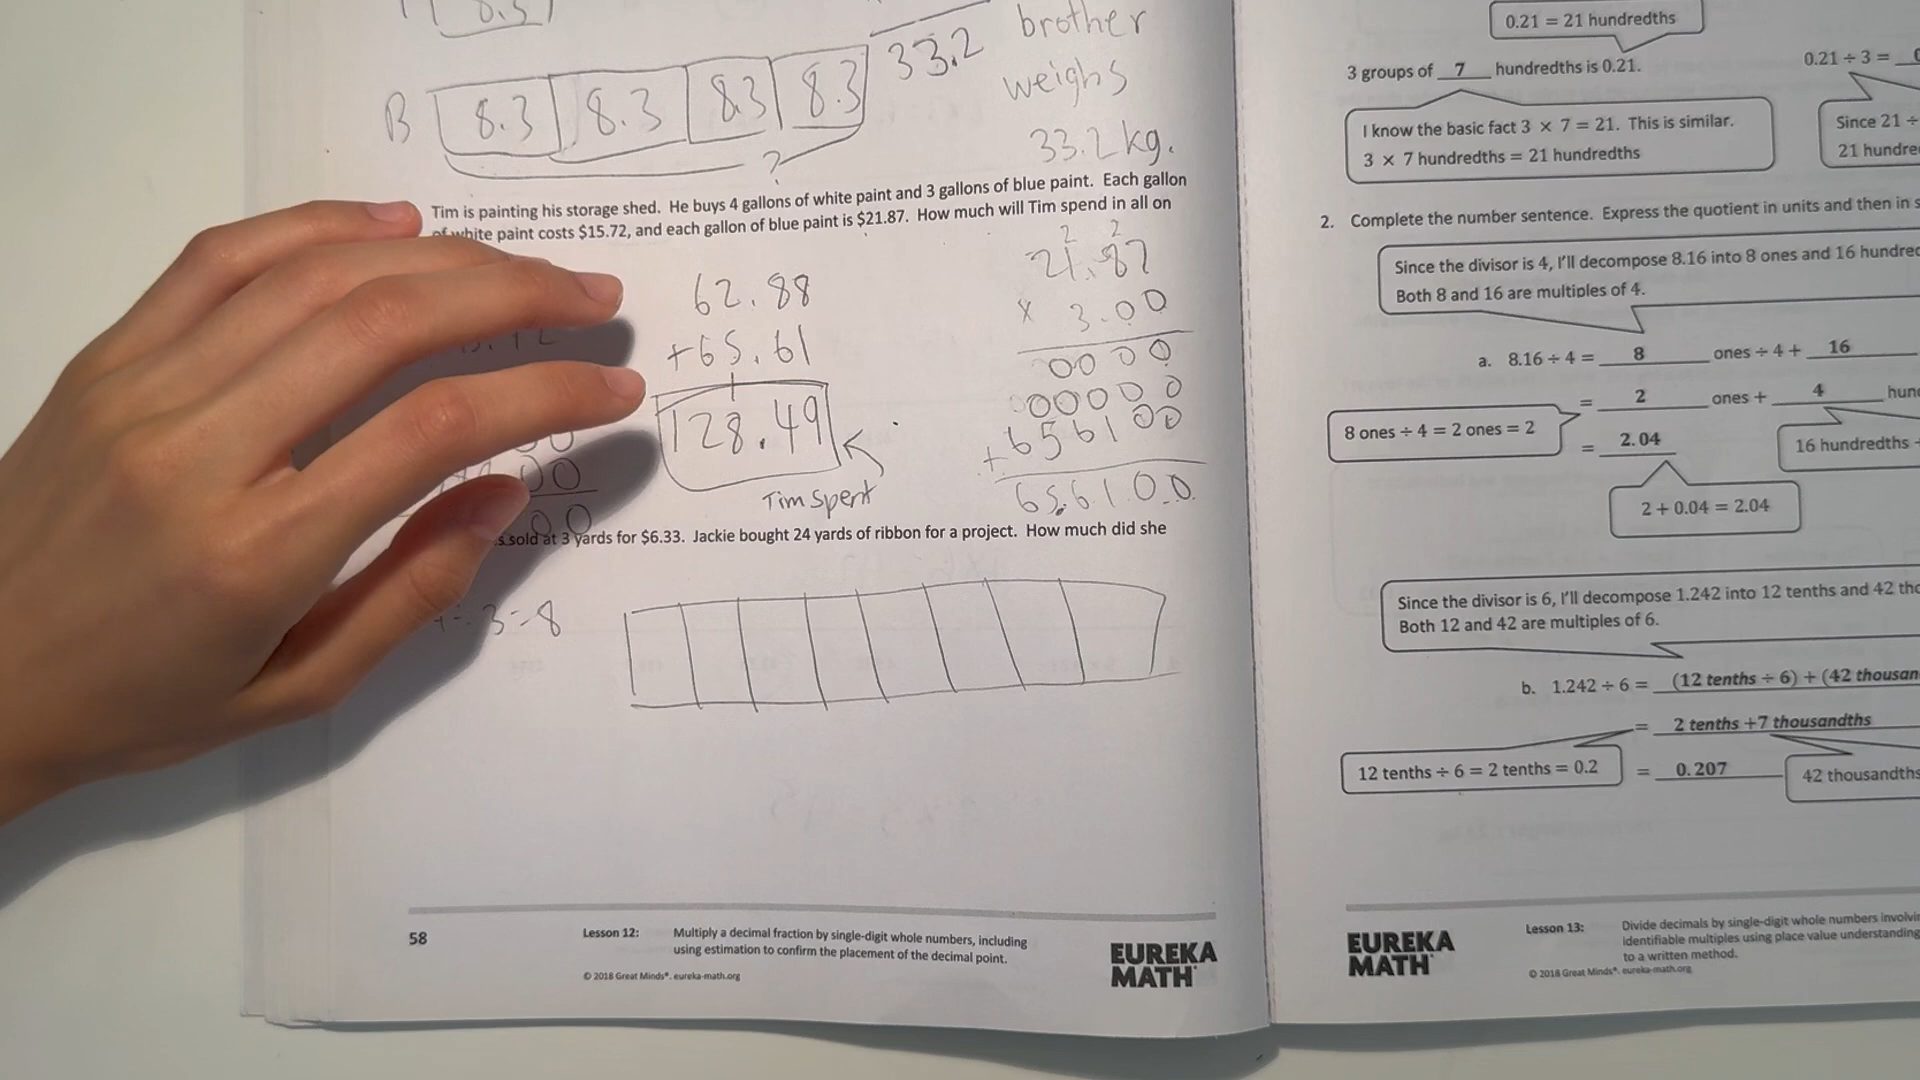 8.5
B 8.3 8.3 8.3 8.3 33.2
?
brother
weighs
33.2 kg.
Tim is painting his storage shed. He buys 4 gallons of white paint and 3 gallons of blue paint. Each gallon
of white paint costs $15.72, and each gallon of blue paint is $21.87. How much will Tim spend in all on
62.88
+65.61
1
128.49
Tim spent
2 2
21.87
x 3.00
0000
00000
+656100
65.6100
00
00
00
sold at 3 yards for $6.33. Jackie bought 24 yards of ribbon for a project. How much did she
÷ 3=8
58
Lesson 12: Multiply a decimal fraction by single-digit whole numbers, including
using estimation to confirm the placement of the decimal point.
© 2018 Great Minds®. eureka-math.org
EUREKA
MATH
0.21 = 21 hundredths
3 groups of 7 hundredths is 0.21.
0.21 ÷ 3 =
I know the basic fact 3 × 7 = 21. This is similar.
3 × 7 hundredths = 21 hundredths
Since 21 ÷
21
2. Complete the number sentence. Express the quotient in units and then in
Since the divisor is 4, I'll decompose 8.16 into 8 ones and 16
Both 8 and 16 are multiples of 4.
a. 8.16 ÷ 4 = 8 ones ÷ 4 + 16
= 2 ones + 4
8 ones ÷ 4 = 2 ones = 2
= 2.04
16 hundredths
2 + 0.04 = 2.04
Since the divisor is 6, I'll decompose 1.242 into 12 tenths and 42
Both 12 and 42 are multiples of 6.
b. 1.242 ÷ 6 = (12 tenths ÷ 6) + (42
= 2 tenths +7 thousandths
12 tenths ÷ 6 = 2 tenths = 0.2
= 0.207
42 thousandths
EUREKA
MATH
Lesson 13: Divide decimals by single-digit whole numbers
identifiable multiples using place value understanding
to a written method.
© 2018 Great Minds®. eureka-math.org